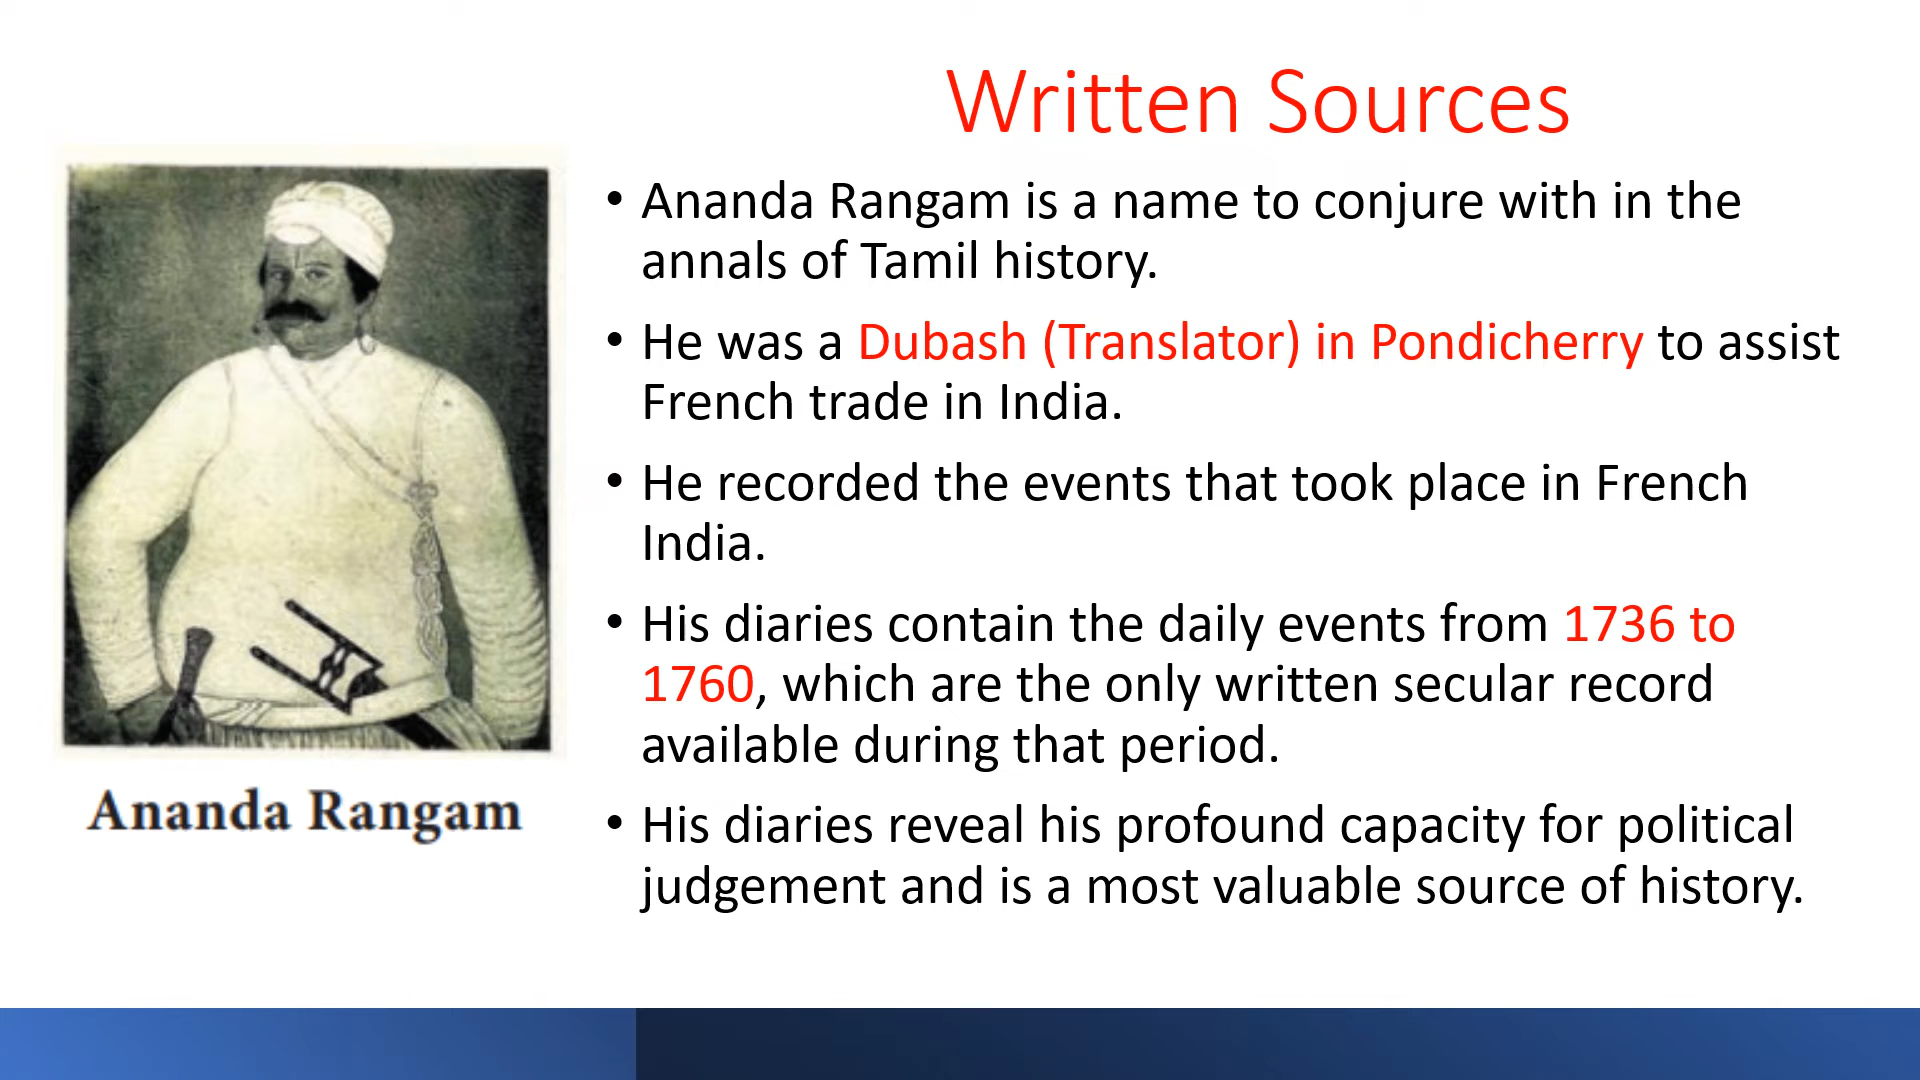 Written Sources
• Ananda Rangam is a name to conjure with in the
annals of Tamil history.
• He was a Dubash (Translator) in Pondicherry to assist
French trade in India.
• He recorded the events that took place in French
India.
• His diaries contain the daily events from 1736 to
1760, which are the only written secular record
available during that period.
• His diaries reveal his profound capacity for political
judgement and is a most valuable source of history.
Ananda Rangam